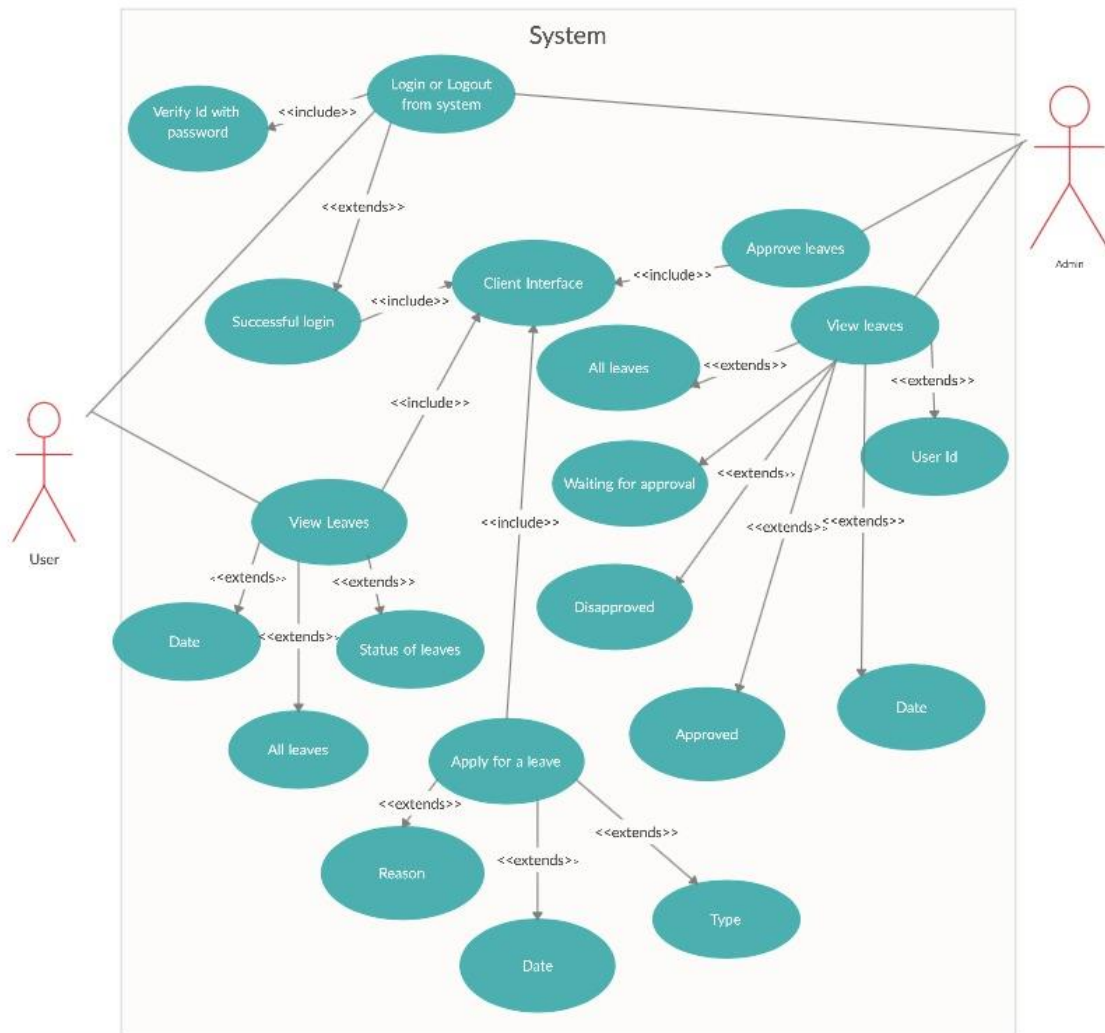 System
Login or Logout
from system
Verify Id with
password
<<include>>
<<extends>>
Approve leaves
Admin
Client Interface
<<include>>
<<include>>
Successful login
View leaves
All leaves
<<extends>>
<<extends>>
<<include>>
User Id
Waiting for approval
<<extends>>
View Leaves
<<include>>
<<extends>>
<<extends>>
User
<<extends>>
<<extends>>
Disapproved
Date
<<extends>>
Status of leaves
Date
Approved
All leaves
Apply for a leave
<<extends>>
<<extends>>
<<extends>>
Reason
Type
Date